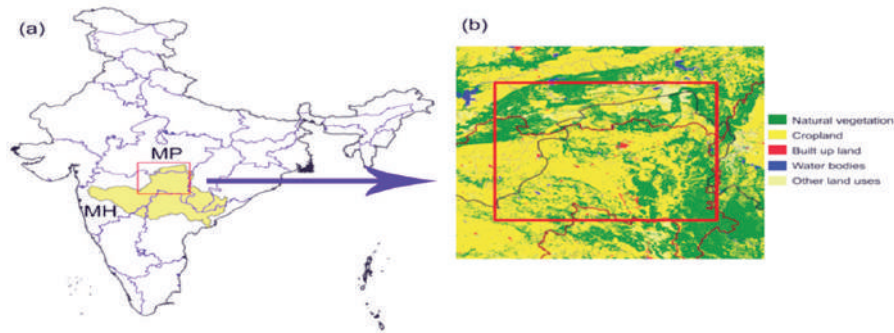 (a)
MP
MH
(b)
Natural vegetation
Cropland
Built up land
Water bodies
Other land uses